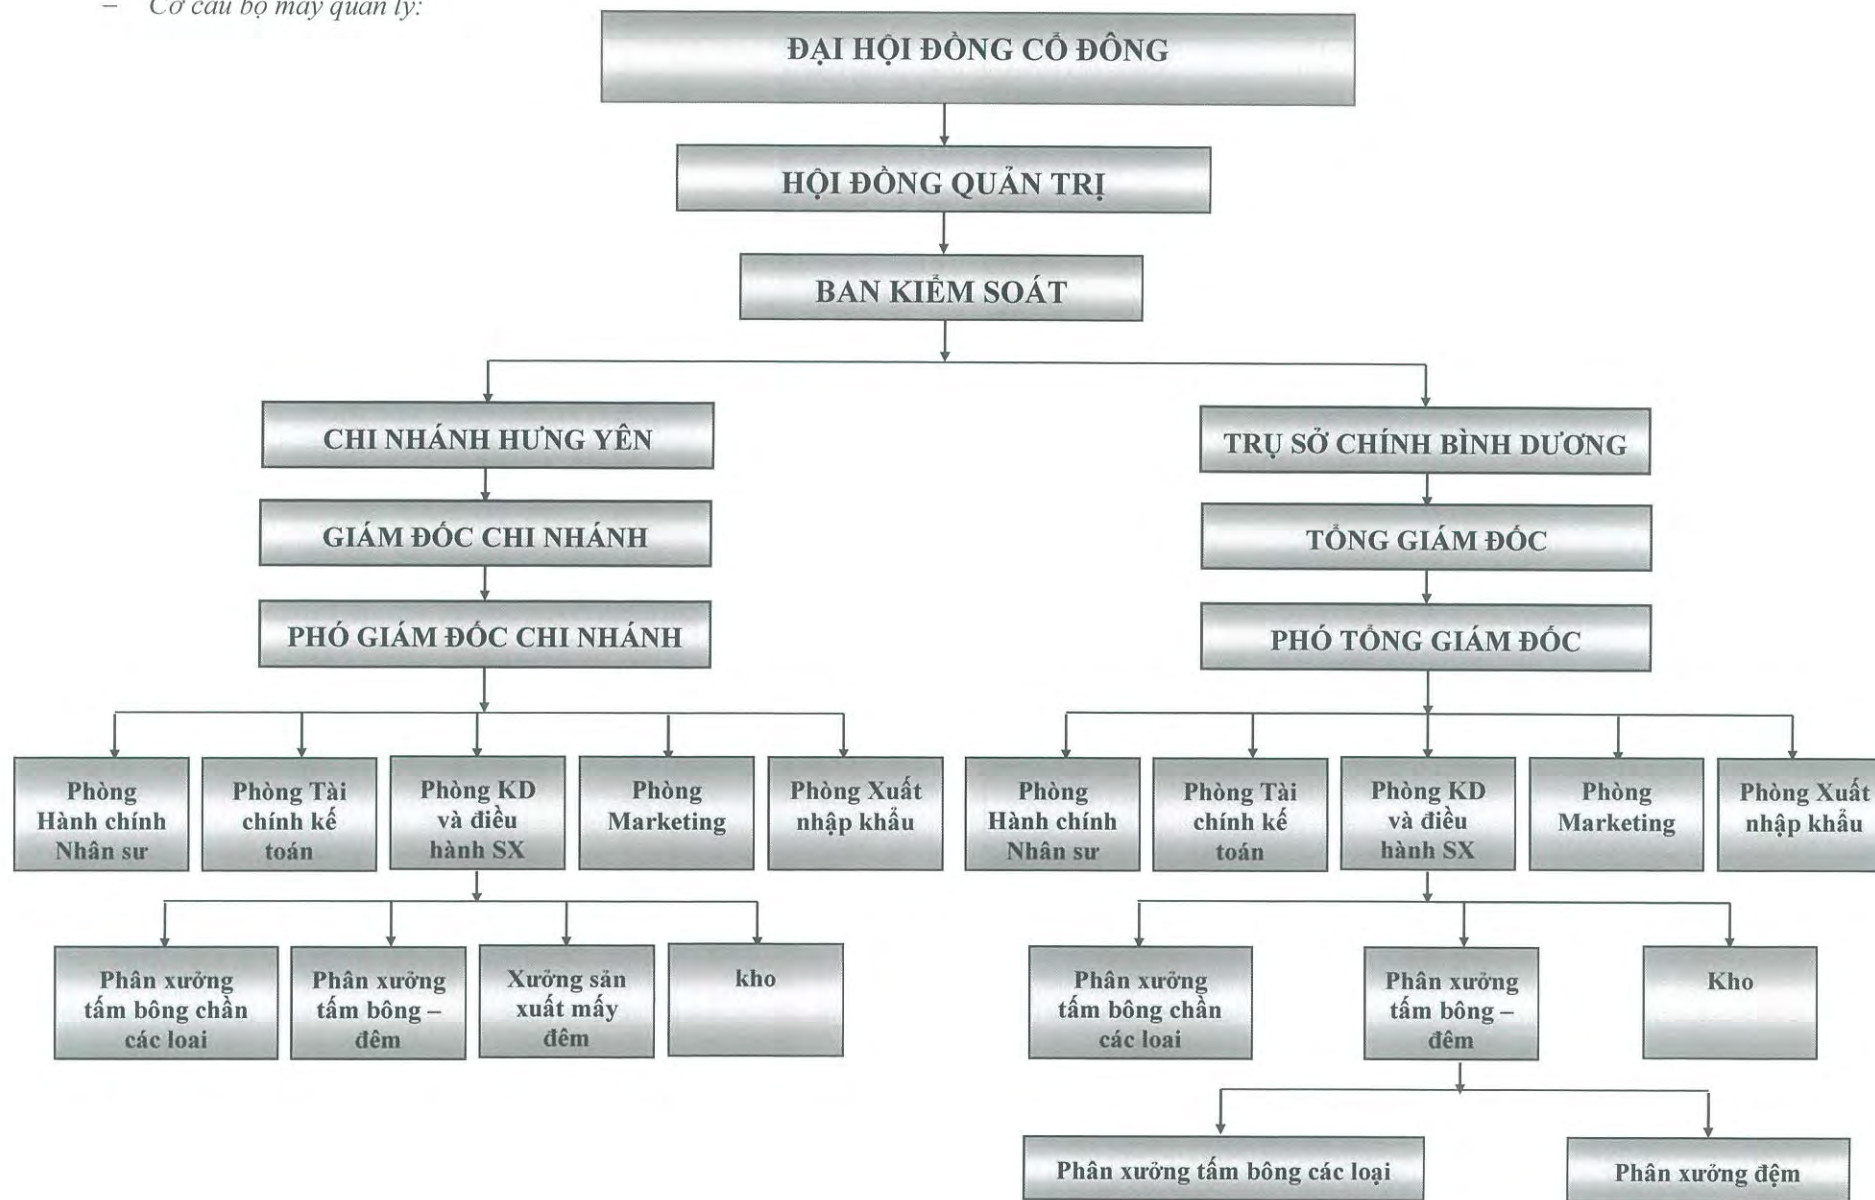 – Cơ cấu bộ máy quản lý:
ĐẠI HỘI ĐỒNG CỔ ĐÔNG
HỘI ĐỒNG QUẢN TRỊ
BAN KIỂM SOÁT
CHI NHÁNH HƯNG YÊN
TRỤ SỞ CHÍNH BÌNH DƯƠNG
GIÁM ĐỐC CHI NHÁNH
TỔNG GIÁM ĐỐC
PHÓ GIÁM ĐỐC CHI NHÁNH
PHÓ TỔNG GIÁM ĐỐC
Phòng
Hành chính
Nhân sư
Phòng Tài
chính kế
toán
Phòng KD
và điều
hành SX
Phòng
Marketing
Phòng Xuất
nhập khẩu
Phòng
Hành chính
Nhân sư
Phòng Tài
chính kế
toán
Phòng KD
và điều
hành SX
Phòng
Marketing
Phòng Xuất
nhập khẩu
Phân xưởng
tấm bông chần
các loai
Phân xưởng
tấm bông –
đêm
Xưởng sản
xuất mấy
đêm
kho
Phân xưởng
tấm bông chần
các loai
Phân xưởng
tấm bông –
đêm
Kho
Phân xưởng tấm bông các loại
Phân xưởng đệm